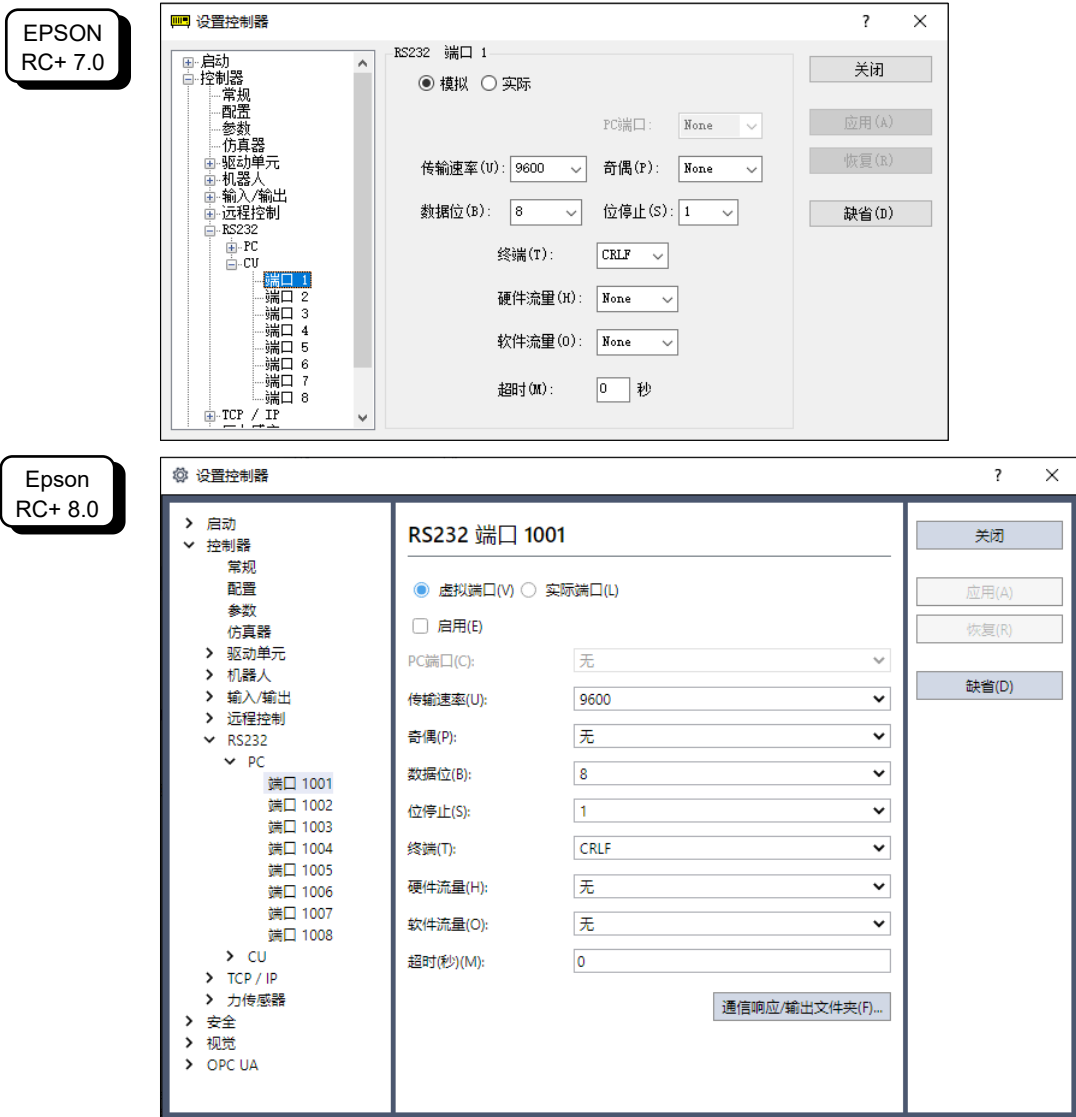 EPSON
RC+ 7.0
设置控制器
启动
控制器
常规
配置
参数
仿真器
驱动单元
机器人
输入/输出
远程控制
RS232
PC
CU
端口 1
端口 2
端口 3
端口 4
端口 5
端口 6
端口 7
端口 8
TCP / IP
RS232 端口 1
模拟 实际
PC端口: None
传输速率(U): 9600 奇偶(P): None
数据位(B): 8 位停止(S): 1
终端(T): CRLF
硬件流量(H): None
软件流量(O): None
超时(M): 0 秒
关闭
应用(A)
恢复(R)
缺省(D)
Epson
RC+ 8.0
设置控制器
启动
控制器
常规
配置
参数
仿真器
驱动单元
机器人
输入/输出
远程控制
RS232
PC
端口 1001
端口 1002
端口 1003
端口 1004
端口 1005
端口 1006
端口 1007
端口 1008
CU
TCP / IP
力传感器
安全
视觉
OPC UA
RS232 端口 1001
虚拟端口(V) 实际端口(L)
启用(E)
PC端口(C): 无
传输速率(U): 9600
奇偶(P): 无
数据位(B): 8
位停止(S): 1
终端(T): CRLF
硬件流量(H): 无
软件流量(O): 无
超时(秒)(M): 0
通信响应/输出文件夹(F)...
关闭
应用(A)
恢复(R)
缺省(D)